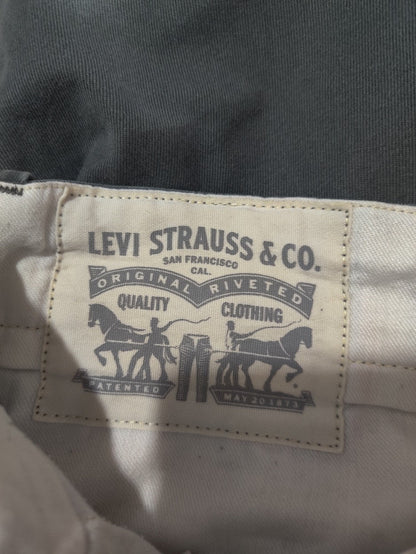 LEVI STRAUSS & CO.
SAN FRANCISCO
CAL.
ORIGINAL RIVETED
QUALITY CLOTHING
PATENTED MAY 20 1873